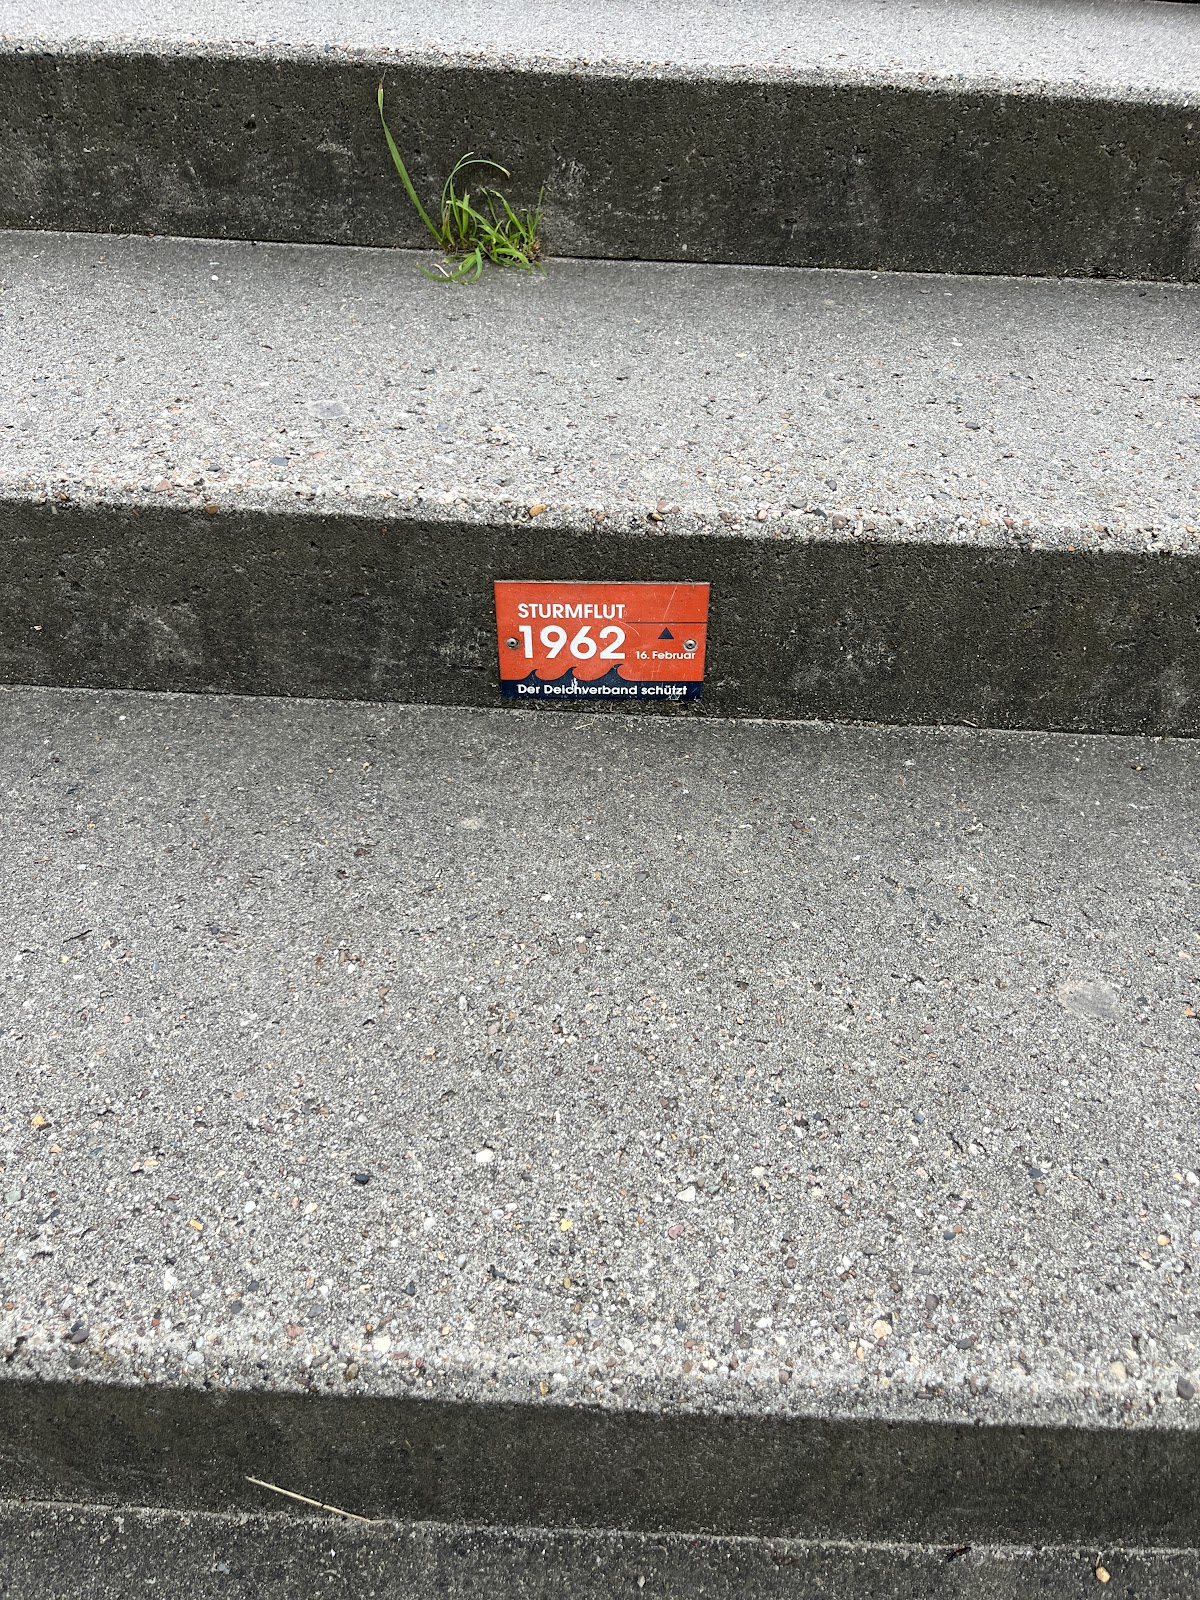 STURMFLUT
1962 16. Februar
Der Deichverband schützt